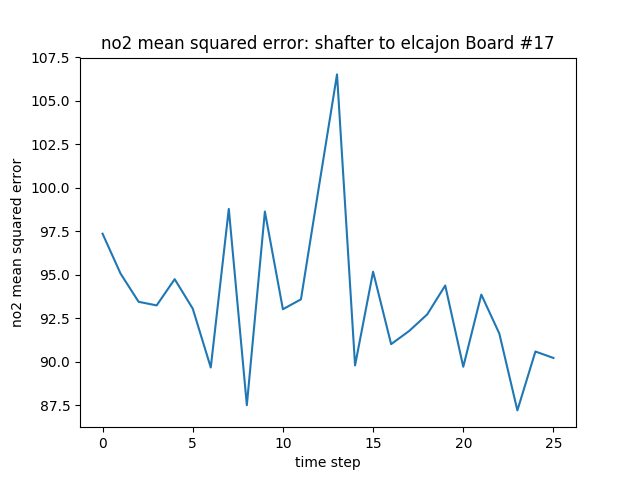 no2 mean squared error: shafter to elcajon Board #17
107.5
105.0
102.5
100.0
97.5
95.0
92.5
90.0
87.5
no2 mean squared error
0 5 10 15 20 25
time step